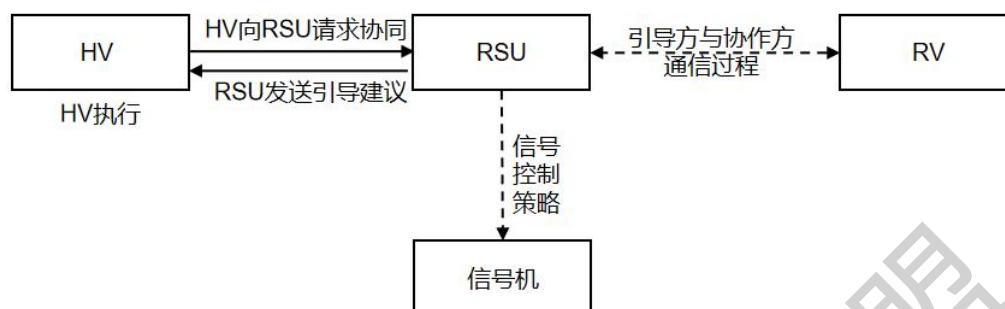 HV
HV向RSU请求协同
RSU
引导方与协作方
通信过程
RV
RSU发送引导建议
HV执行
信号
控制
策略
信号机
明